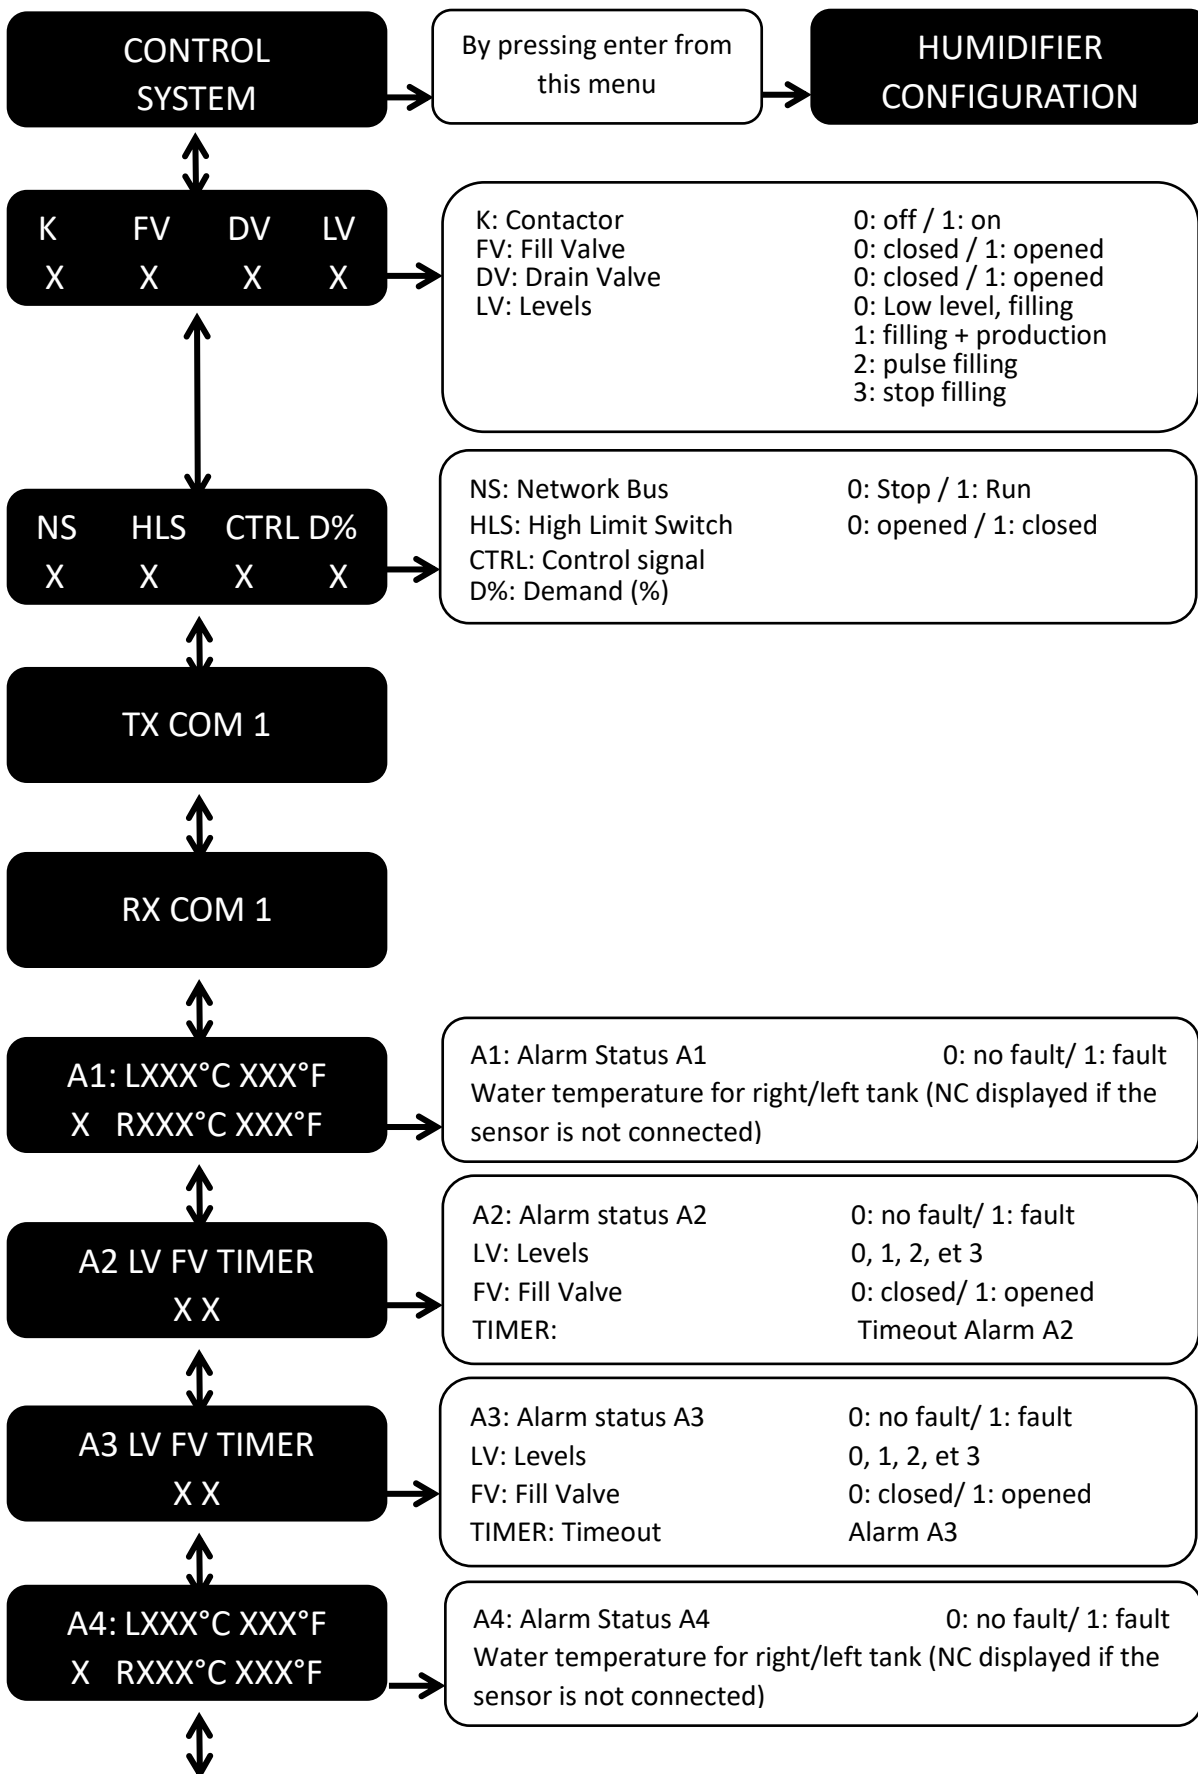 CONTROL
SYSTEM
By pressing enter from
this menu
HUMIDIFIER
CONFIGURATION
K FV DV LV
X X X X
K: Contactor 0: off / 1: on
FV: Fill Valve 0: closed / 1: opened
DV: Drain Valve 0: closed / 1: opened
LV: Levels 0: Low level, filling
1: filling + production
2: pulse filling
3: stop filling
NS HLS CTRL D%
X X X X
NS: Network Bus 0: Stop / 1: Run
HLS: High Limit Switch 0: opened / 1: closed
CTRL: Control signal
D%: Demand (%)
TX COM 1
RX COM 1
A1: LXXX°C XXX°F
X RXXX°C XXX°F
A1: Alarm Status A1 0: no fault/ 1: fault
Water temperature for right/left tank (NC displayed if the
sensor is not connected)
A2 LV FV TIMER
X X
A2: Alarm status A2 0: no fault/ 1: fault
LV: Levels 0, 1, 2, et 3
FV: Fill Valve 0: closed/ 1: opened
TIMER: Timeout Alarm A2
A3 LV FV TIMER
X X
A3: Alarm status A3 0: no fault/ 1: fault
LV: Levels 0, 1, 2, et 3
FV: Fill Valve 0: closed/ 1: opened
TIMER: Timeout Alarm A3
A4: LXXX°C XXX°F
X RXXX°C XXX°F
A4: Alarm Status A4 0: no fault/ 1: fault
Water temperature for right/left tank (NC displayed if the
sensor is not connected)